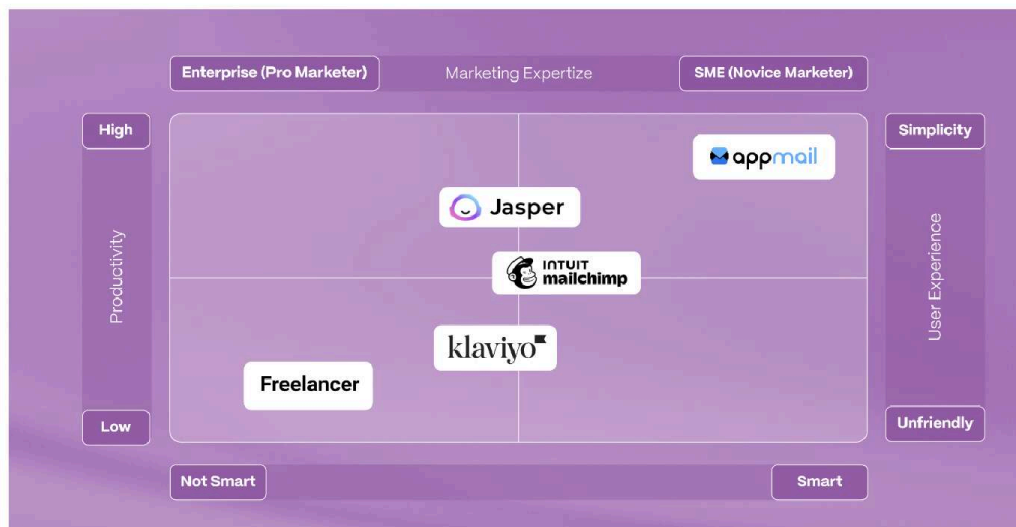 Enterprise (Pro Marketer)
Marketing Expertize
SME (Novice Marketer)
High
Simplicity
appmail
Jasper
Productivity
User Experience
INTUIT
mailchimp
klaviyo
Freelancer
Low
Unfriendly
Not Smart
Smart